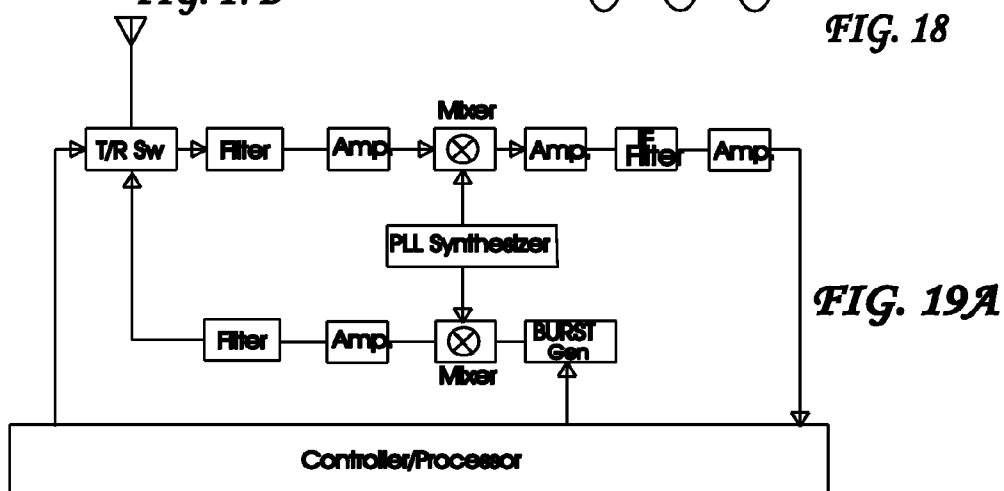 FIG. 18
Mixer
T/R Sw
Filter
Amp.
Amp.
IF
Filter
Amp.
PLL Synthesizer
FIG. 19A
Filter
Amp.
BURST
Gen
Mixer
Controller/Processor